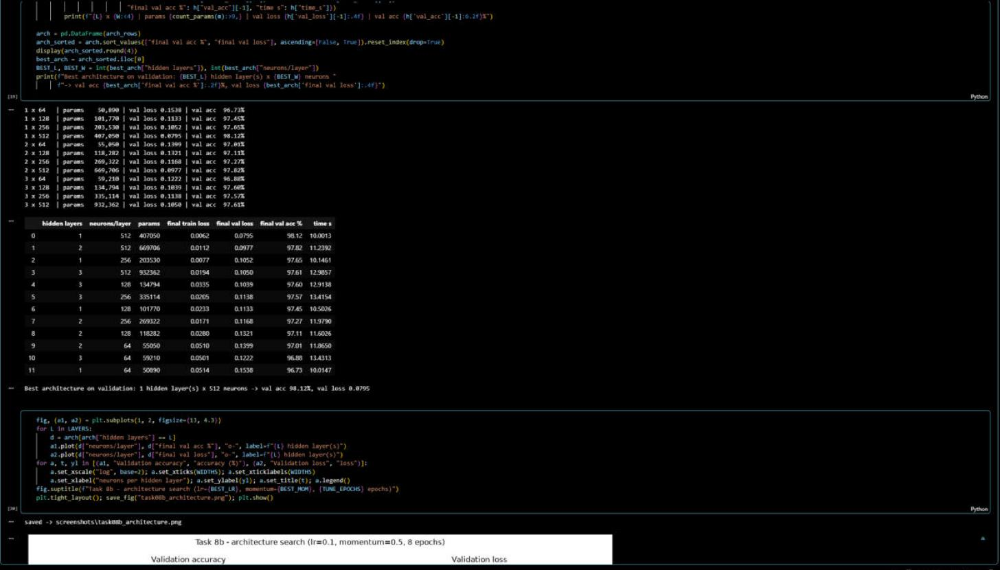 "final val acc %": h["val_acc"][-1], "time s": h["time_s"]})
print(f"{L} x {W:<4} | params {count_params(m):>9,} | val loss {h['val_loss'][-1]:.4f} | val acc {h['val_acc'][-1]:6.2f}%")
arch = pd.DataFrame(arch_rows)
arch_sorted = arch.sort_values(["final val acc %", "final val loss"], ascending=[False, True]).reset_index(drop=True)
display(arch_sorted.round(4))
best_arch = arch_sorted.iloc[0]
BEST_L, BEST_W = int(best_arch["hidden layers"]), int(best_arch["neurons/layer"])
print(f"Best architecture on validation: {BEST_L} hidden layer(s) x {BEST_W} neurons "
f"-> val acc {best_arch['final val acc %']:.2f}%, val loss {best_arch['final val loss']:.4f}")
[19]
Python
1 x 64 | params 50,890 | val loss 0.1538 | val acc 96.73%
1 x 128 | params 101,770 | val loss 0.1133 | val acc 97.45%
1 x 256 | params 203,530 | val loss 0.1052 | val acc 97.65%
1 x 512 | params 407,050 | val loss 0.0795 | val acc 98.12%
2 x 64 | params 55,050 | val loss 0.1399 | val acc 97.01%
2 x 128 | params 118,282 | val loss 0.1321 | val acc 97.11%
2 x 256 | params 269,322 | val loss 0.1168 | val acc 97.27%
2 x 512 | params 669,706 | val loss 0.0977 | val acc 97.82%
3 x 64 | params 59,210 | val loss 0.1222 | val acc 96.88%
3 x 128 | params 134,794 | val loss 0.1039 | val acc 97.60%
3 x 256 | params 335,114 | val loss 0.1138 | val acc 97.57%
3 x 512 | params 932,362 | val loss 0.1050 | val acc 97.61%
hidden layers neurons/layer params final train loss final val loss final val acc % time s
0 1 512 407050 0.0062 0.0795 98.12 10.0013
1 2 512 669706 0.0112 0.0977 97.82 11.2392
2 1 256 203530 0.0077 0.1052 97.65 10.1461
3 3 512 932362 0.0194 0.1050 97.61 12.9857
4 3 128 134794 0.0335 0.1039 97.60 12.9138
5 3 256 335114 0.0205 0.1138 97.57 13.4154
6 1 128 101770 0.0233 0.1133 97.45 10.5026
7 2 256 269322 0.0171 0.1168 97.27 11.9790
8 2 128 118282 0.0280 0.1321 97.11 11.6026
9 2 64 55050 0.0510 0.1399 97.01 11.8650
10 3 64 59210 0.0501 0.1222 96.88 13.4313
11 1 64 50890 0.0514 0.1538 96.73 10.0147
Best architecture on validation: 1 hidden layer(s) x 512 neurons -> val acc 98.12%, val loss 0.0795
fig, (a1, a2) = plt.subplots(1, 2, figsize=(13, 4.3))
for L in LAYERS:
d = arch[arch["hidden layers"] == L]
a1.plot(d["neurons/layer"], d["final val acc %"], "o-", label=f"{L} hidden layer(s)")
a2.plot(d["neurons/layer"], d["final val loss"], "o-", label=f"{L} hidden layer(s)")
for a, t, yl in [(a1, "Validation accuracy", "accuracy (%)"), (a2, "Validation loss", "loss")]:
a.set_xscale("log", base=2); a.set_xticks(WIDTHS); a.set_xticklabels(WIDTHS)
a.set_xlabel("neurons per hidden layer"); a.set_ylabel(yl); a.set_title(t); a.legend()
fig.suptitle(f"Task 8b - architecture search (lr={BEST_LR}, momentum={BEST_MOM}, {TUNE_EPOCHS} epochs)")
plt.tight_layout(); save_fig("task08b_architecture.png"); plt.show()
[20]
Python
saved -> screenshots\task08b_architecture.png
Task 8b - architecture search (lr=0.1, momentum=0.5, 8 epochs)
Validation accuracy Validation loss